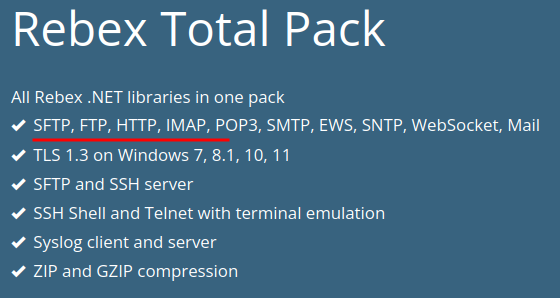 Rebex Total Pack
All Rebex .NET libraries in one pack
SFTP, FTP, HTTP, IMAP, POP3, SMTP, EWS, SNTP, WebSocket, Mail
TLS 1.3 on Windows 7, 8.1, 10, 11
SFTP and SSH server
SSH Shell and Telnet with terminal emulation
Syslog client and server
ZIP and GZIP compression